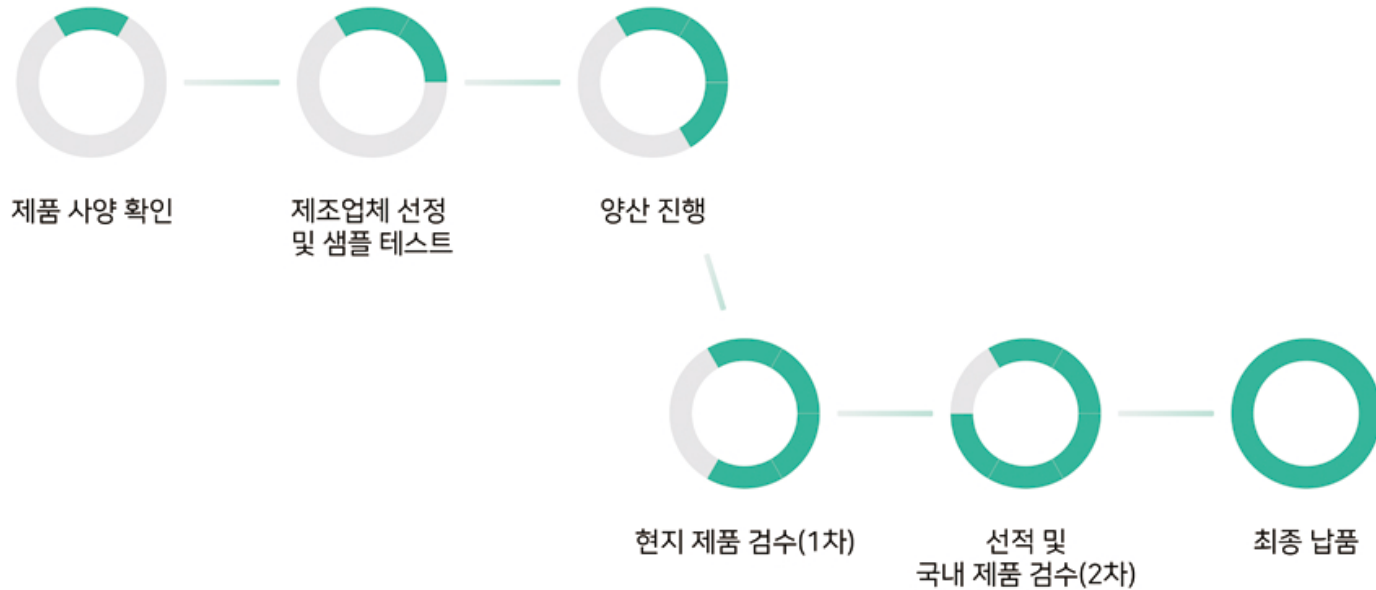 제품 사양 확인
제조업체 선정
및 샘플 테스트
양산 진행
현지 제품 검수(1차)
선적 및
국내 제품 검수(2차)
최종 납품